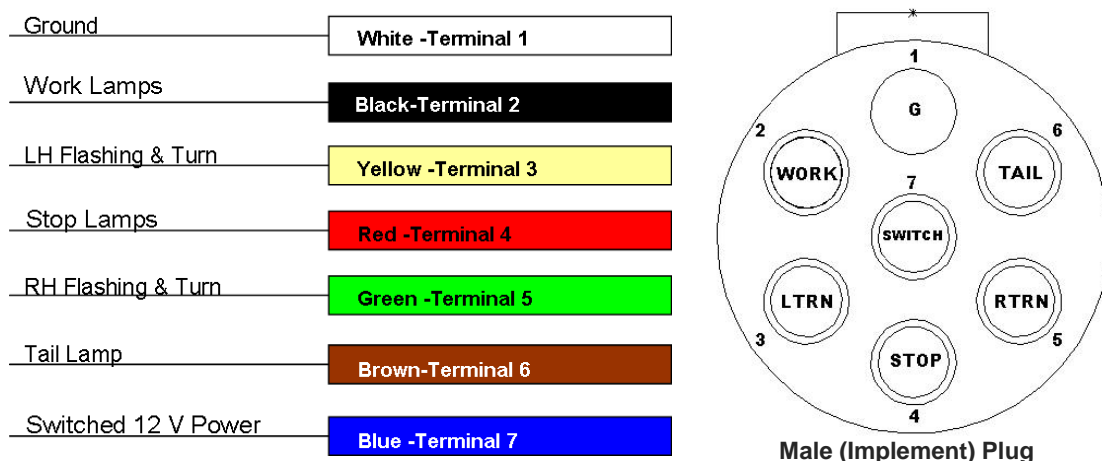 Ground
White -Terminal 1
Work Lamps
Black-Terminal 2
LH Flashing & Turn
Yellow -Terminal 3
Stop Lamps
Red -Terminal 4
RH Flashing & Turn
Green -Terminal 5
Tail Lamp
Brown-Terminal 6
Switched 12 V Power
Blue -Terminal 7
1
G
2
6
WORK
TAIL
7
SWITCH
LTRN
RTRN
3
5
STOP
4
Male (Implement) Plug